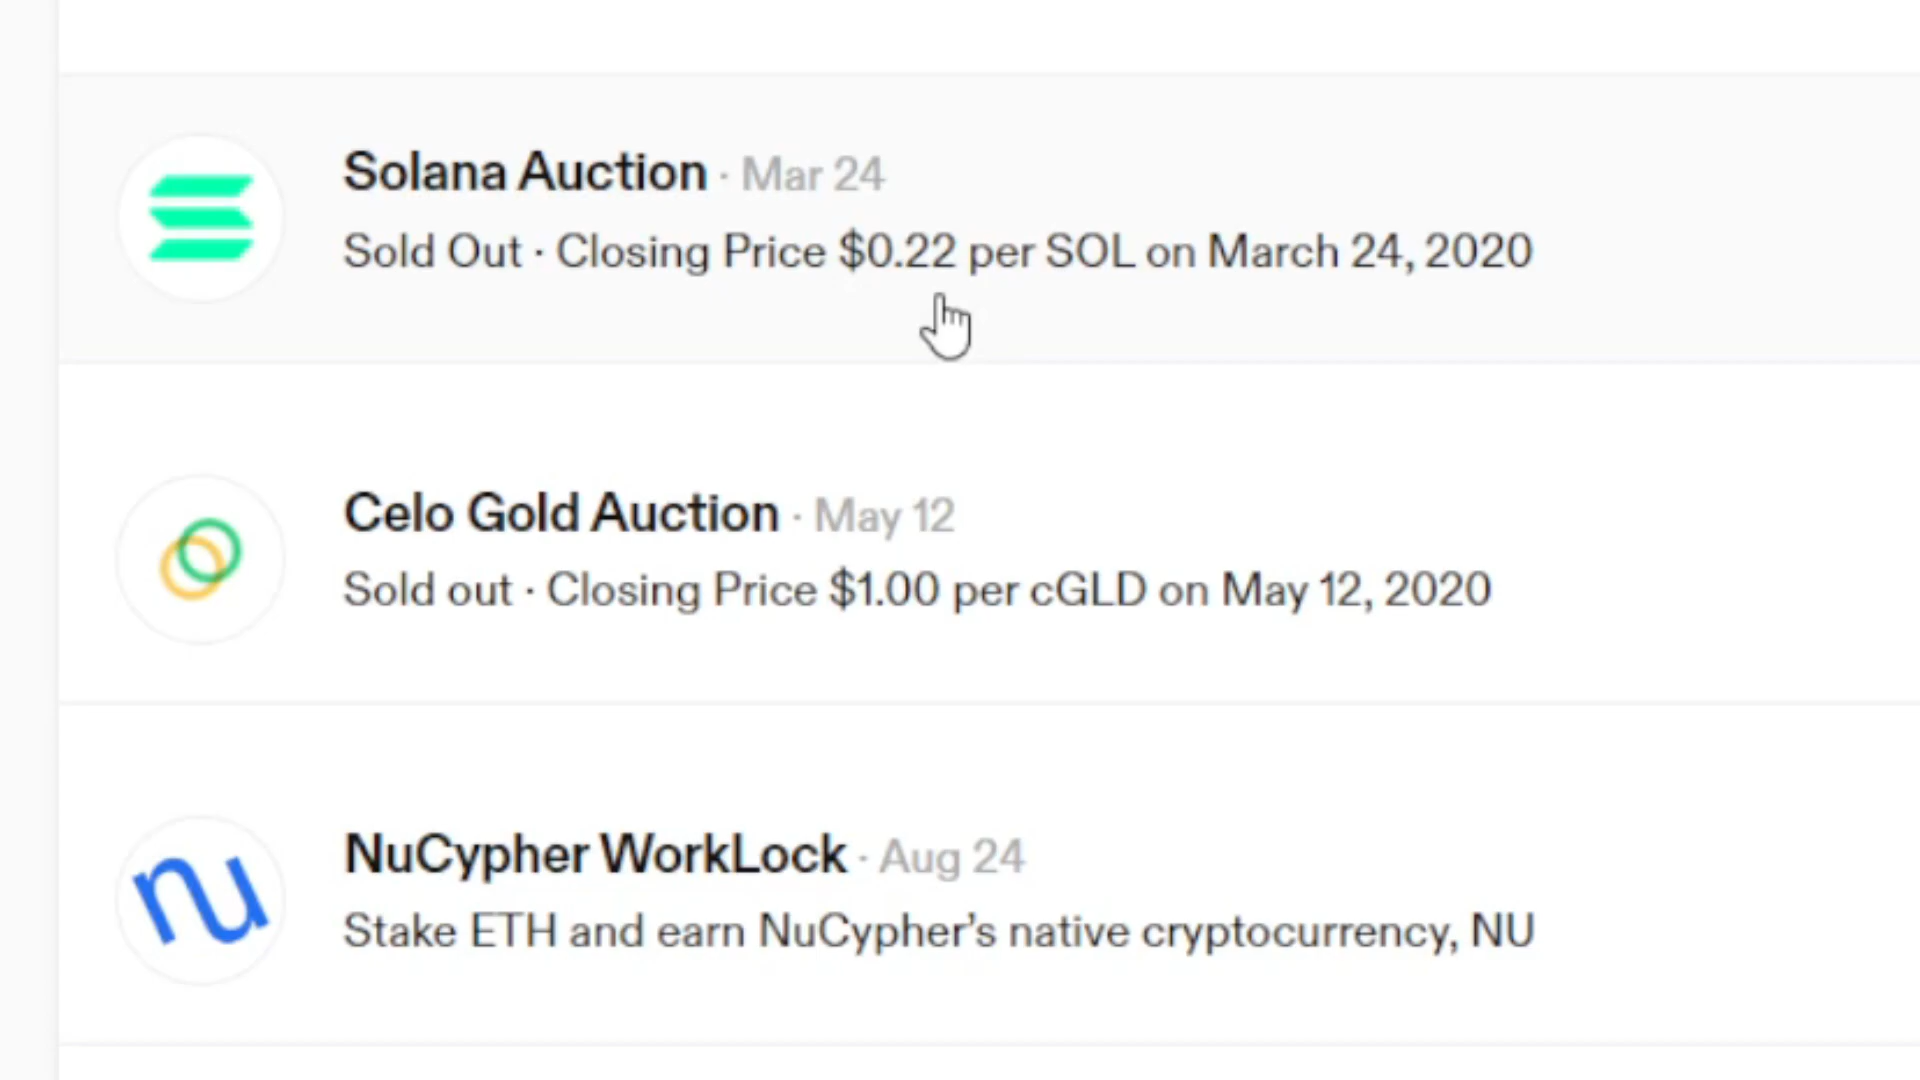 Solana Auction · Mar 24
Sold Out · Closing Price $0.22 per SOL on March 24, 2020
Celo Gold Auction · May 12
Sold out · Closing Price $1.00 per cGLD on May 12, 2020
nu
NuCypher WorkLock · Aug 24
Stake ETH and earn NuCypher’s native cryptocurrency, NU